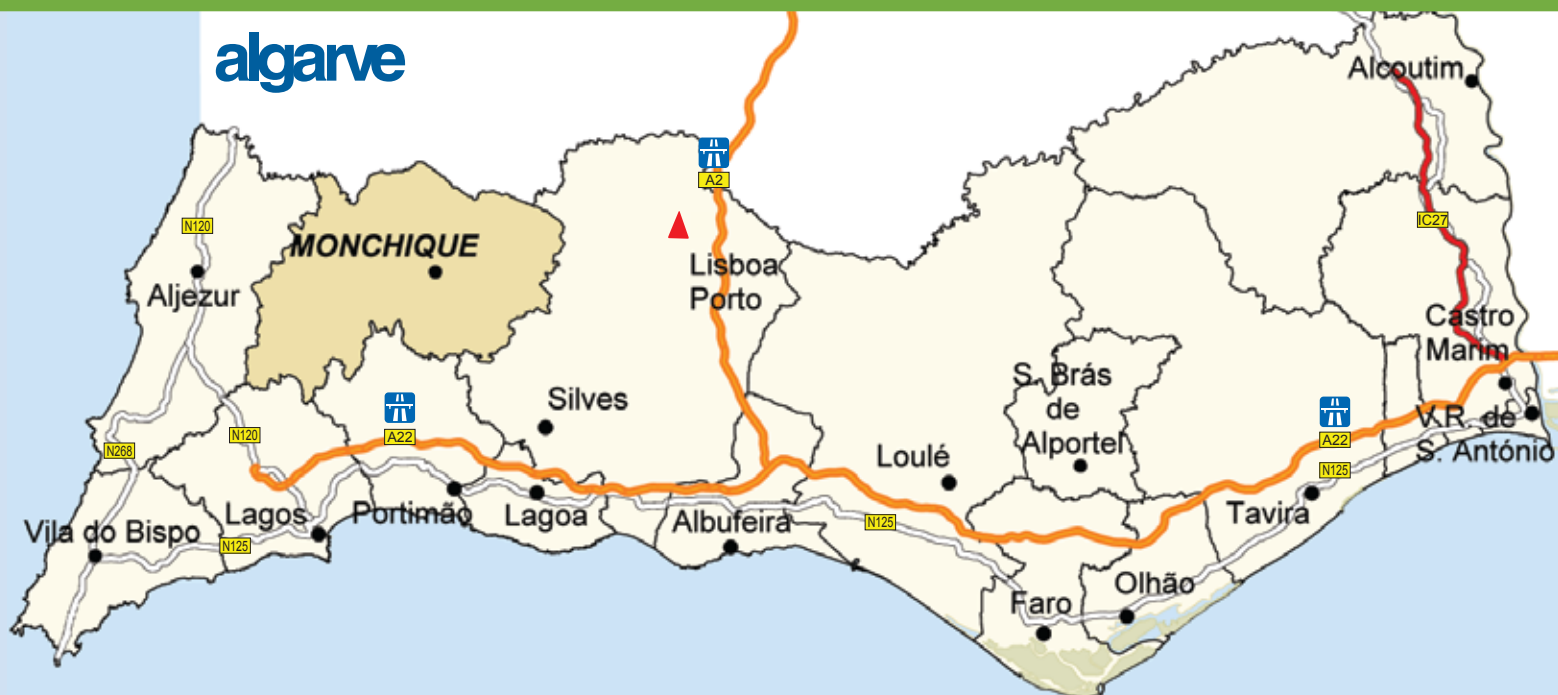 algarve
Alcoutim
A2
IC27
N120
MONCHIQUE
Lisboa
Porto
Aljezur
Castro
Marim
S. Brás
de
Alportel
Silves
A22
A22
V.R. de
S. António
N120
N268
Loulé
N125
Lagos
Portimão
Lagoa
Albufeira
N125
Tavira
Vila do Bispo
N125
Olhão
Faro